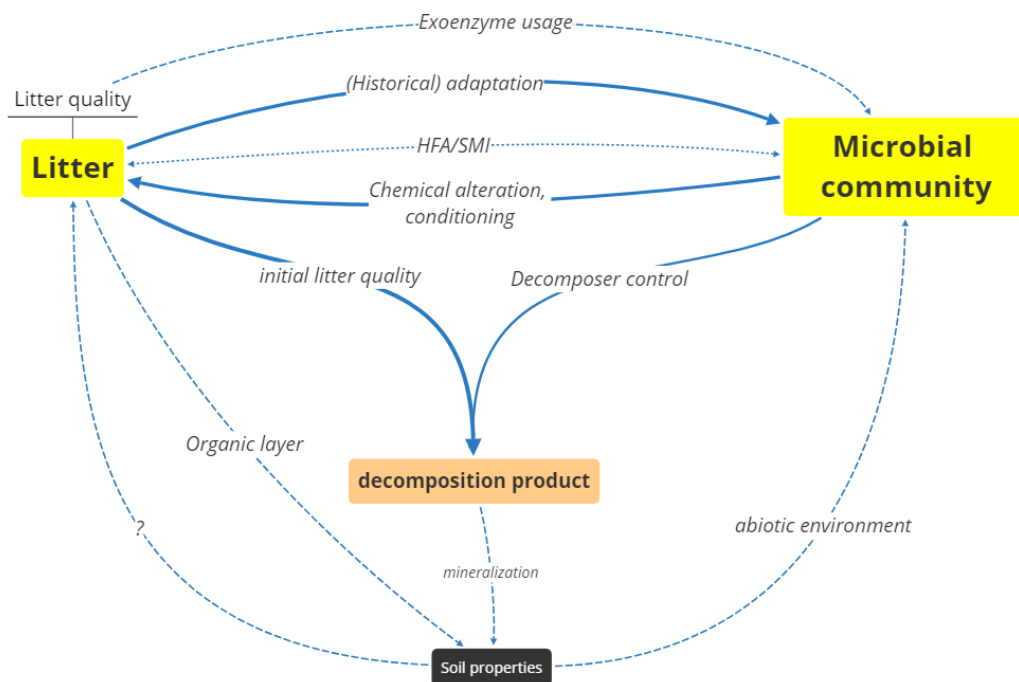 Exoenzyme usage
(Historical) adaptation
Litter quality
HFA/SMI
Litter
Microbial
community
Chemical alteration,
conditioning
initial litter quality
Decomposer control
Organic layer
decomposition product
?
abiotic environment
mineralization
Soil properties